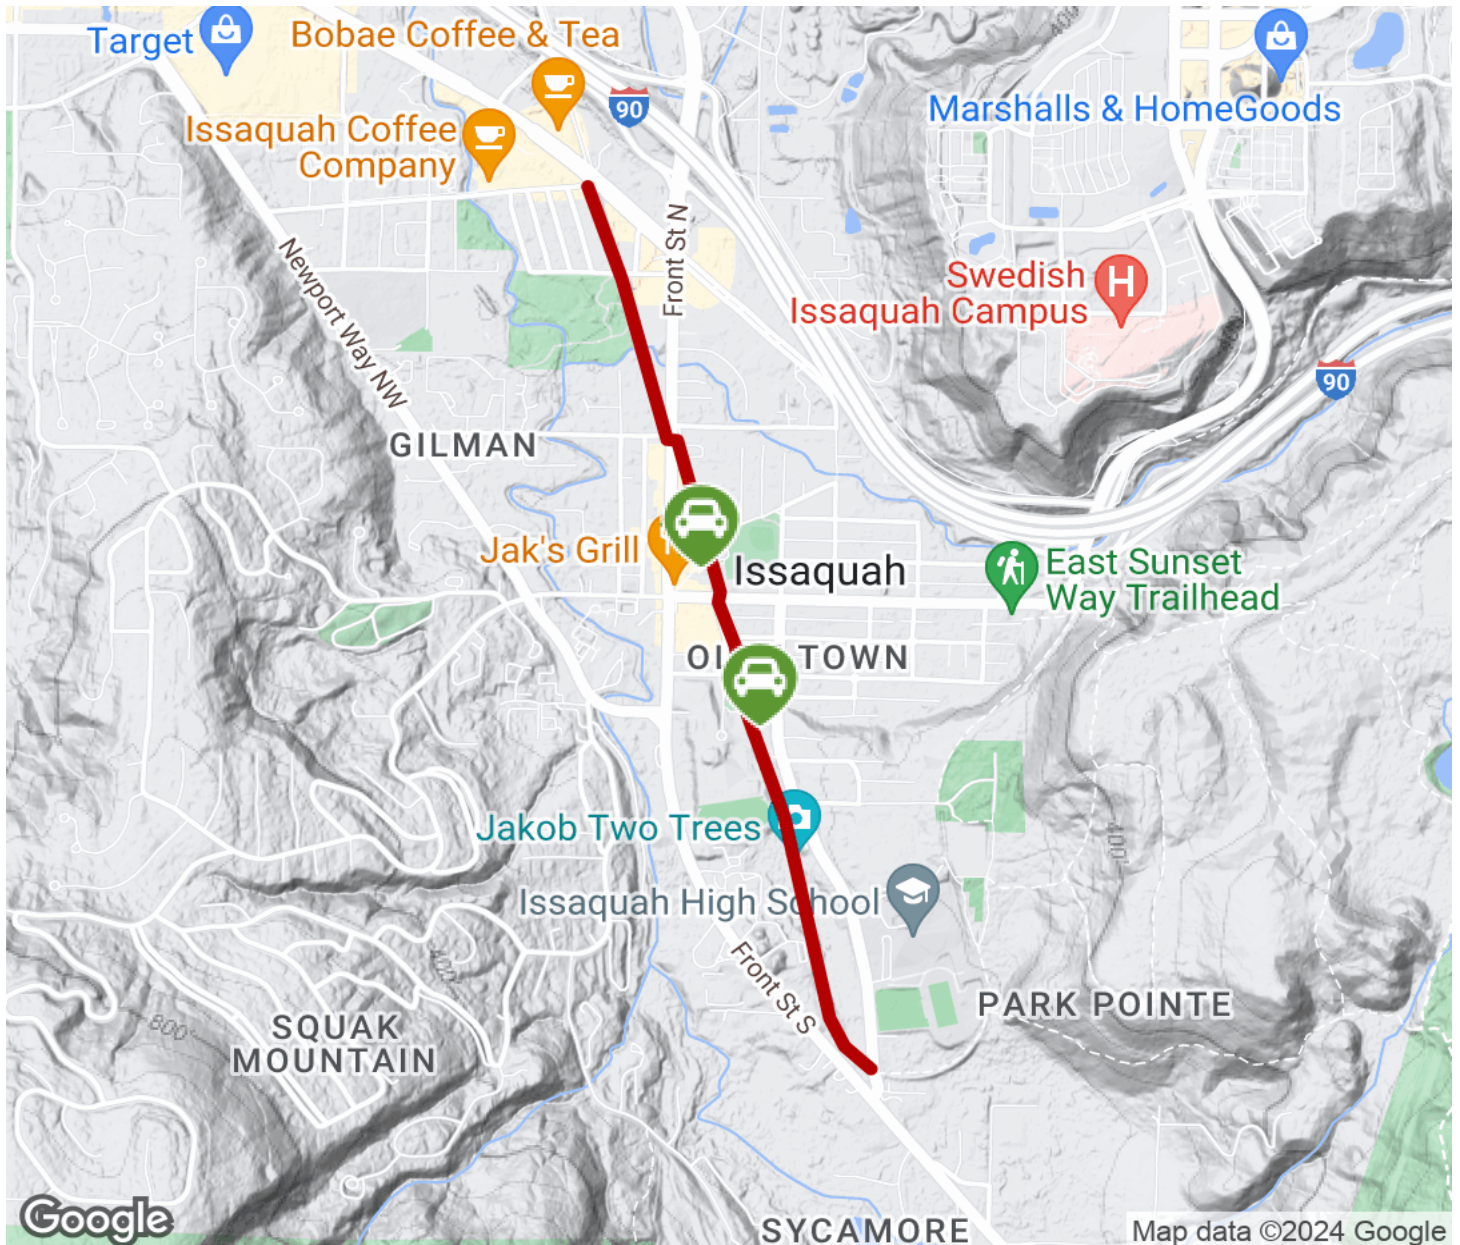 Target
Bobae Coffee & Tea
90
Marshalls & HomeGoods
Issaquah Coffee
Company
Front St N
Newport Way NW
Swedish
Issaquah Campus
H
90
GILMAN
Jak's Grill
Issaquah
East Sunset
Way Trailhead
TOWN
Jakob Two Trees
400'
Issaquah High School
Front St S
PARK POINTE
SQUAK
MOUNTAIN
800'
SYCAMORE
Google
Map data ©2024 Google